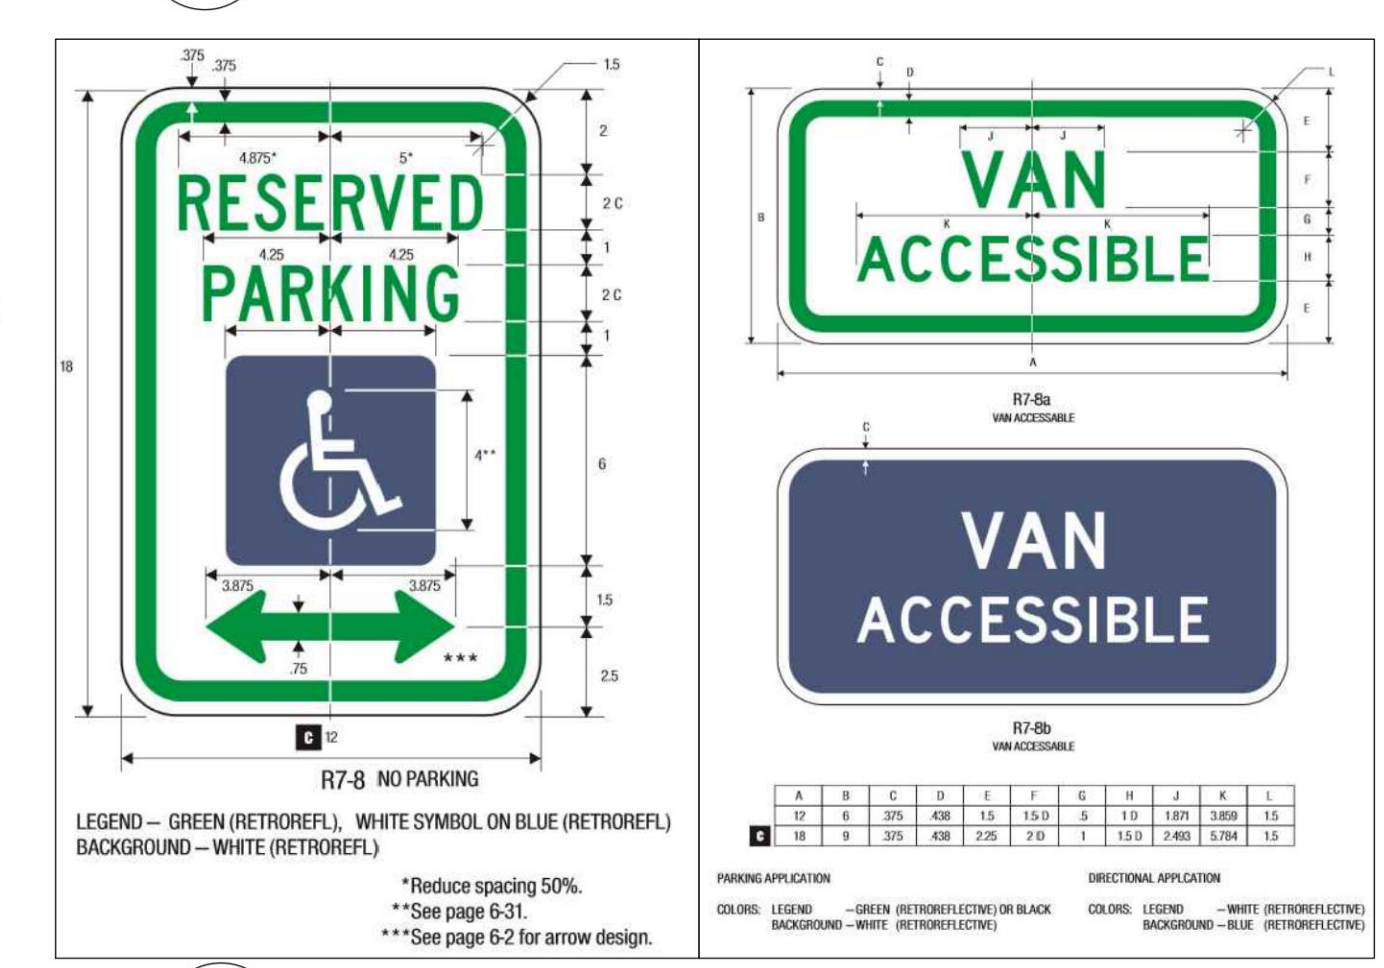 .375
.375
1.5
2
4.875*
5*
RESERVED
2 C
4.25
4.25
1
PARKING
2 C
1
18
4**
6
3.875
3.875
1.5
.75
***
2.5
C 12
R7-8 NO PARKING
LEGEND – GREEN (RETROREFL), WHITE SYMBOL ON BLUE (RETROREFL)
BACKGROUND – WHITE (RETROREFL)
*Reduce spacing 50%.
**See page 6-31.
***See page 6-2 for arrow design.
C
D
L
E
J
J
VAN
F
B
K
K
G
ACCESSIBLE
H
E
A
R7-8a
VAN ACCESSABLE
C
VAN
ACCESSIBLE
R7-8b
VAN ACCESSABLE
A B C D E F G H J K L
12 6 .375 .438 1.5 1.5 D .5 1 D 1.871 3.859 1.5
C 18 9 .375 .438 2.25 2 D 1 1.5 D 2.493 5.784 1.5
PARKING APPLICATION
COLORS: LEGEND – GREEN (RETROREFLECTIVE) OR BLACK
BACKGROUND – WHITE (RETROREFLECTIVE)
DIRECTIONAL APPLCATION
COLORS: LEGEND – WHITE (RETROREFLECTIVE)
BACKGROUND – BLUE (RETROREFLECTIVE)